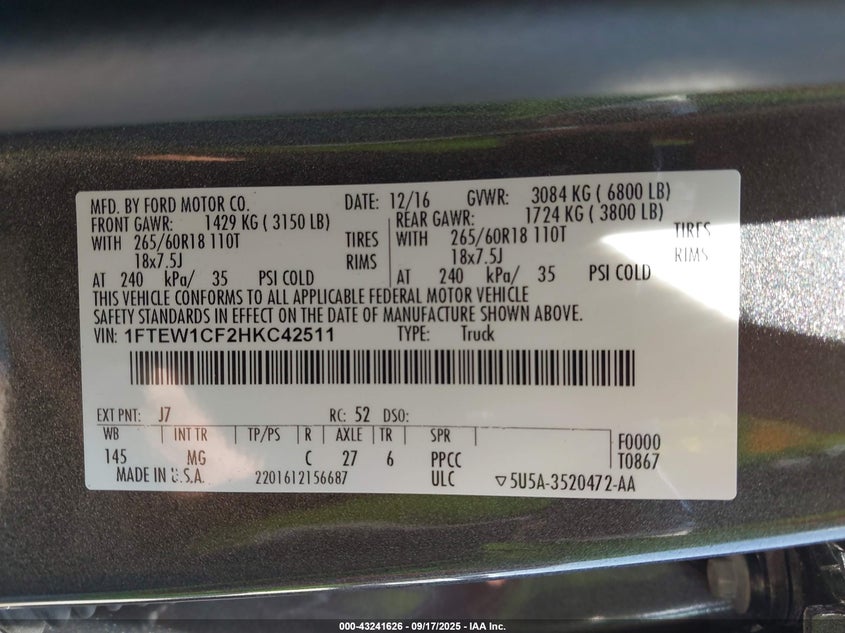 MFD. BY FORD MOTOR CO. DATE: 12/16 GVWR: 3084 KG ( 6800 LB)
FRONT GAWR: 1429 KG ( 3150 LB) REAR GAWR: 1724 KG ( 3800 LB)
WITH 265/60R18 110T TIRES WITH 265/60R18 110T TIRES
18x7.5J RIMS 18x7.5J RIMS
AT 240 kPa/ 35 PSI COLD AT 240 kPa/ 35 PSI COLD
THIS VEHICLE CONFORMS TO ALL APPLICABLE FEDERAL MOTOR VEHICLE
SAFETY STANDARDS IN EFFECT ON THE DATE OF MANUFACTURE SHOWN ABOVE.
VIN: 1FTEW1CF2HKC42511 TYPE: Truck
EXT PNT: J7 RC: 52 DSO:
WB INT TR TP/PS R AXLE TR SPR F0000
145 MG C 27 6 PPCC T0867
MADE IN U.S.A. 2201612156687 ULC ▽5U5A-3520472-AA
000-43241626 - 09/17/2025 - IAA Inc.